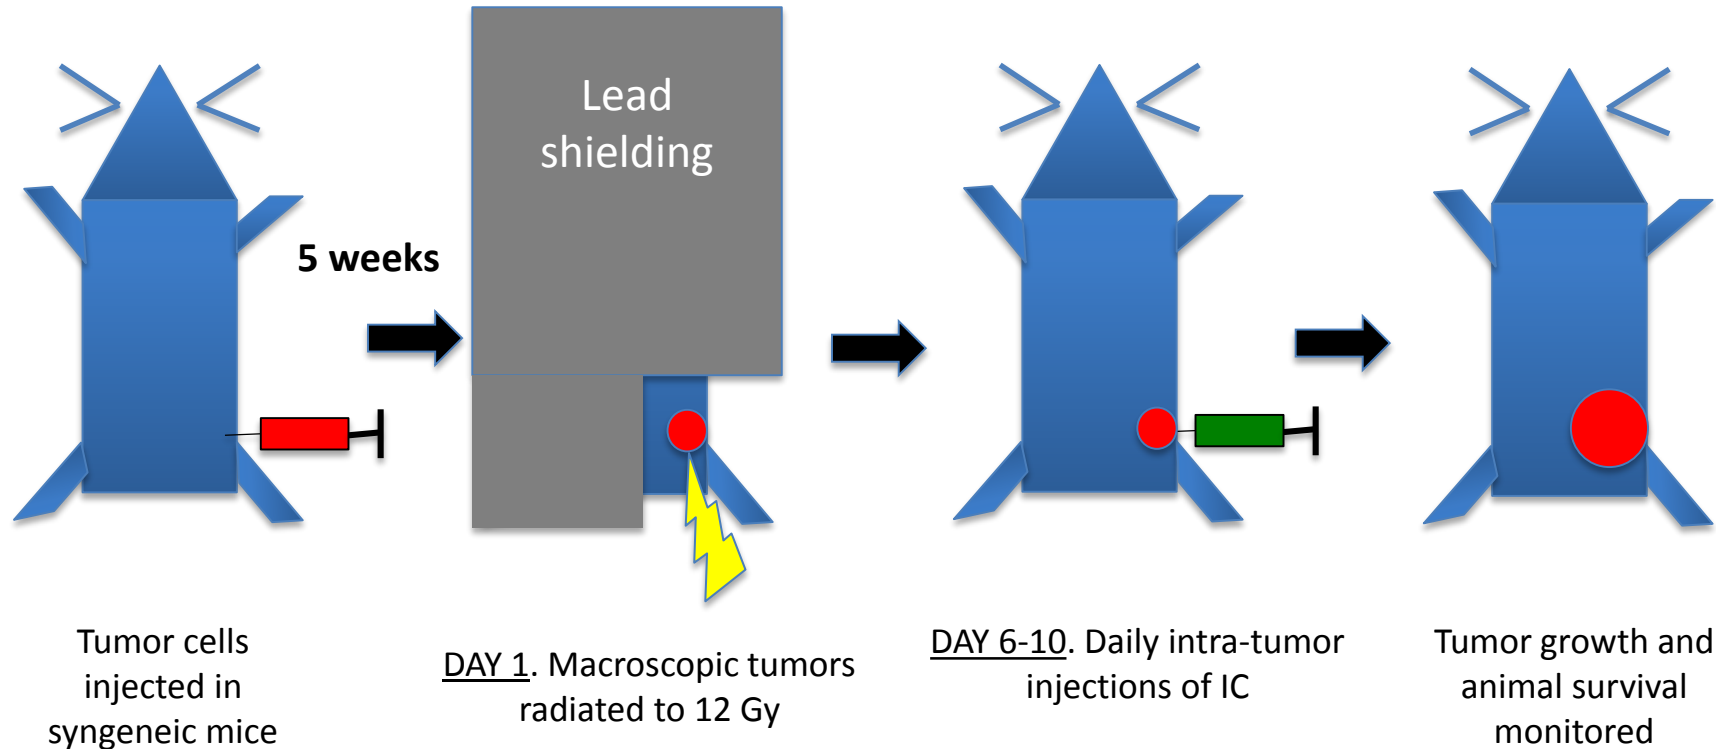 Lead
shielding
5 weeks
Tumor cells
injected in
syngeneic mice
DAY 1. Macroscopic tumors
radiated to 12 Gy
DAY 6-10. Daily intra-tumor
injections of IC
Tumor growth and
animal survival
monitored